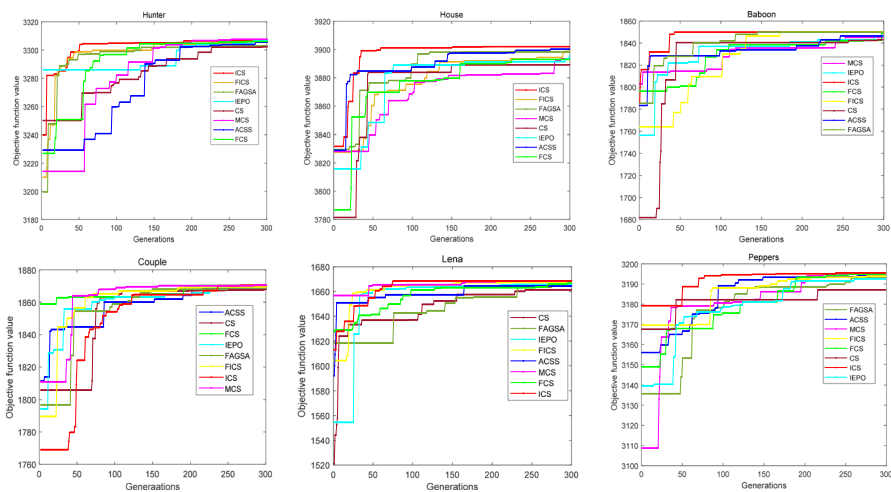 Hunter
Objective function value
3320
3300
3280
3260
3240
3220
3200
3180
0 50 100 150 200 250 300
Generations
ICS
FICS
FAGSA
IEPO
CS
MCS
ACSS
FCS
House
Objective function value
3920
3900
3880
3860
3840
3820
3800
3780
0 50 100 150 200 250 300
Generations
ICS
FICS
FAGSA
MCS
CS
IEPO
ACSS
FCS
Baboon
Objective function value
1860
1840
1820
1800
1780
1760
1740
1720
1700
1680
0 50 100 150 200 250 300
Generations
MCS
IEPO
ICS
FCS
FICS
CS
ACSS
FAGSA
Couple
Objective function value
1880
1860
1840
1820
1800
1780
1760
0 50 100 150 200 250 300
Generaations
ACSS
CS
FCS
IEPO
FAGSA
FICS
ICS
MCS
Lena
Objective function value
1680
1660
1640
1620
1600
1580
1560
1540
1520
0 50 100 150 200 250 300
Generations
CS
FAGSA
IEPO
FICS
ACSS
MCS
FCS
ICS
Peppers
Objective function value
3200
3190
3180
3170
3160
3150
3140
3130
3120
3110
3100
0 50 100 150 200 250 300
Generations
FAGSA
ACSS
MCS
FICS
FCS
CS
ICS
IEPO